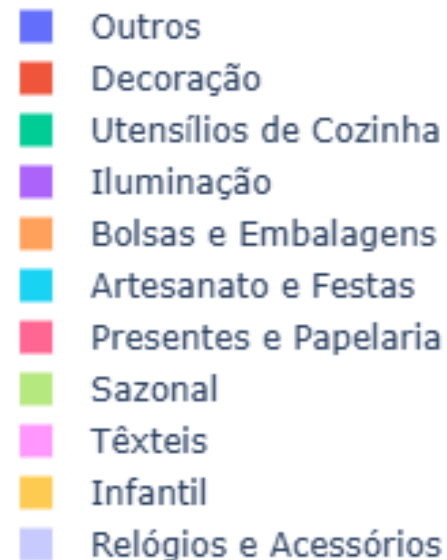 Outros
Decoração
Utensílios de Cozinha
Iluminação
Bolsas e Embalagens
Artesanato e Festas
Presentes e Papelaria
Sazonal
Têxteis
Infantil
Relógios e Acessórios